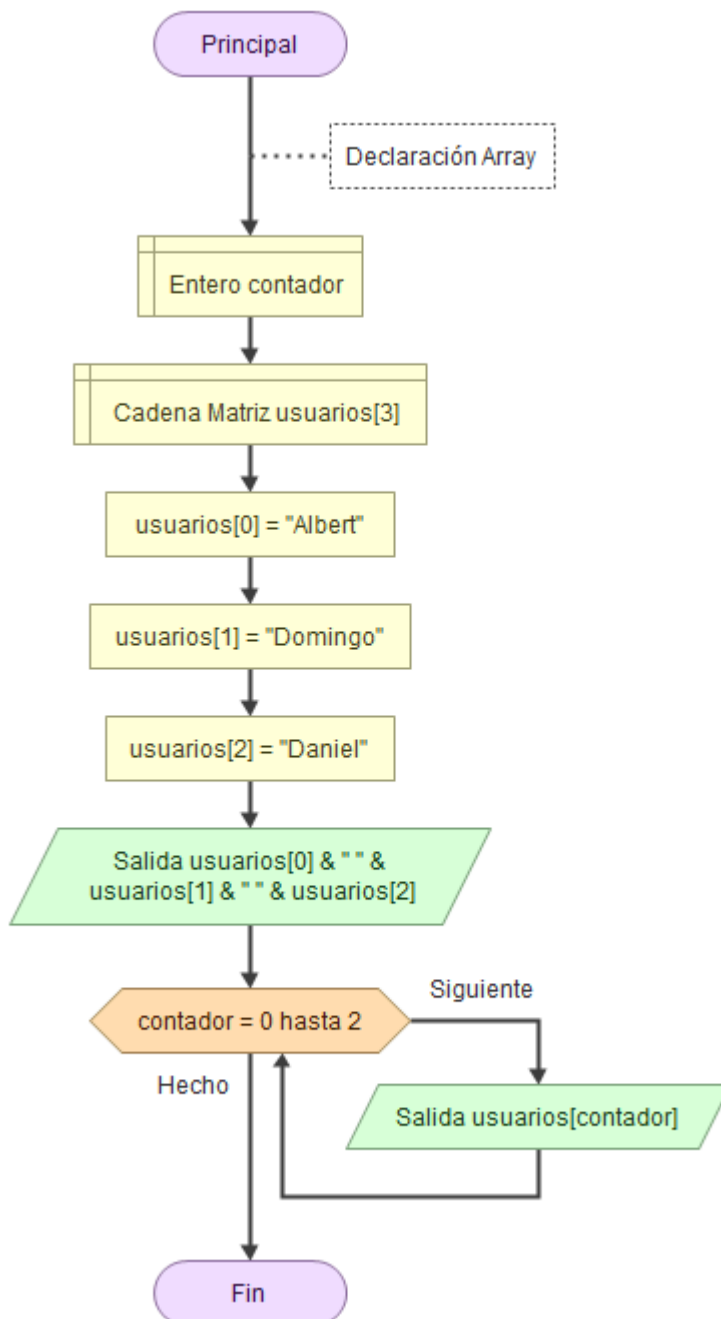 Principal
Declaración Array
Entero contador
Cadena Matriz usuarios[3]
usuarios[0] = "Albert"
usuarios[1] = "Domingo"
usuarios[2] = "Daniel"
Salida usuarios[0] & " " &
usuarios[1] & " " & usuarios[2]
contador = 0 hasta 2
Siguiente
Hecho
Salida usuarios[contador]
Fin